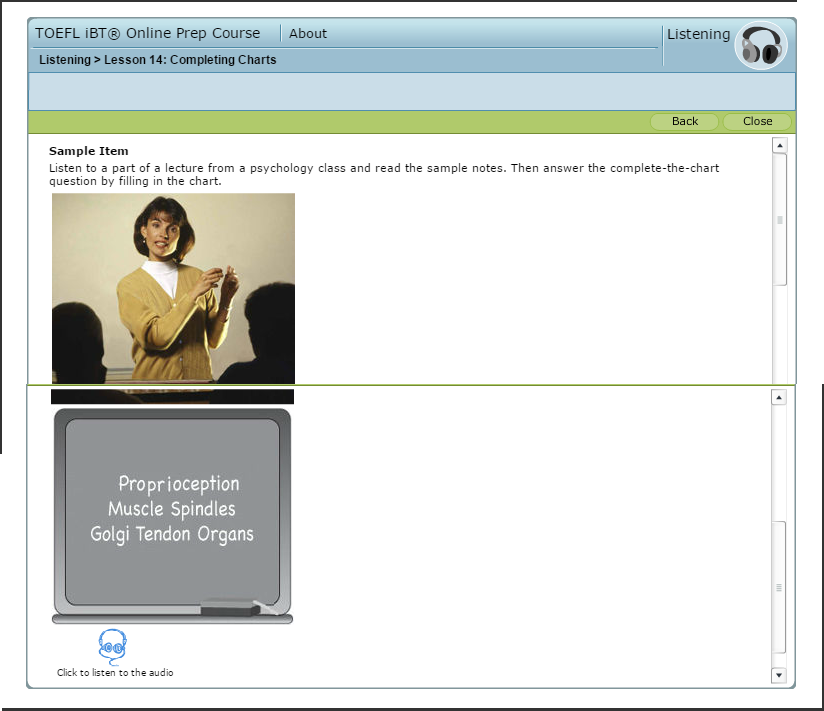 TOEFL iBT® Online Prep Course
About
Listening
Listening > Lesson 14: Completing Charts
Back
Close
Sample Item
Listen to a part of a lecture from a psychology class and read the sample notes. Then answer the complete-the-chart
question by filling in the chart.
Proprioception
Muscle Spindles
Golgi Tendon Organs
Click to listen to the audio